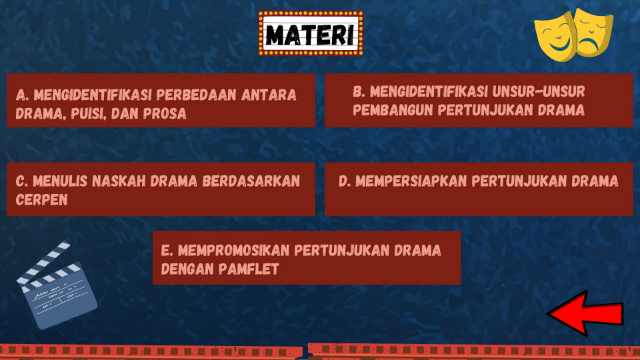 MATERI
A. MENGIDENTIFIKASI PERBEDAAN ANTARA
DRAMA, PUISI, DAN PROSA
B. MENGIDENTIFIKASI UNSUR-UNSUR
PEMBANGUN PERTUNJUKAN DRAMA
C. MENULIS NASKAH DRAMA BERDASARKAN
CERPEN
D. MEMPERSIAPKAN PERTUNJUKAN DRAMA
E. MEMPROMOSIKAN PERTUNJUKAN DRAMA
DENGAN PAMFLET